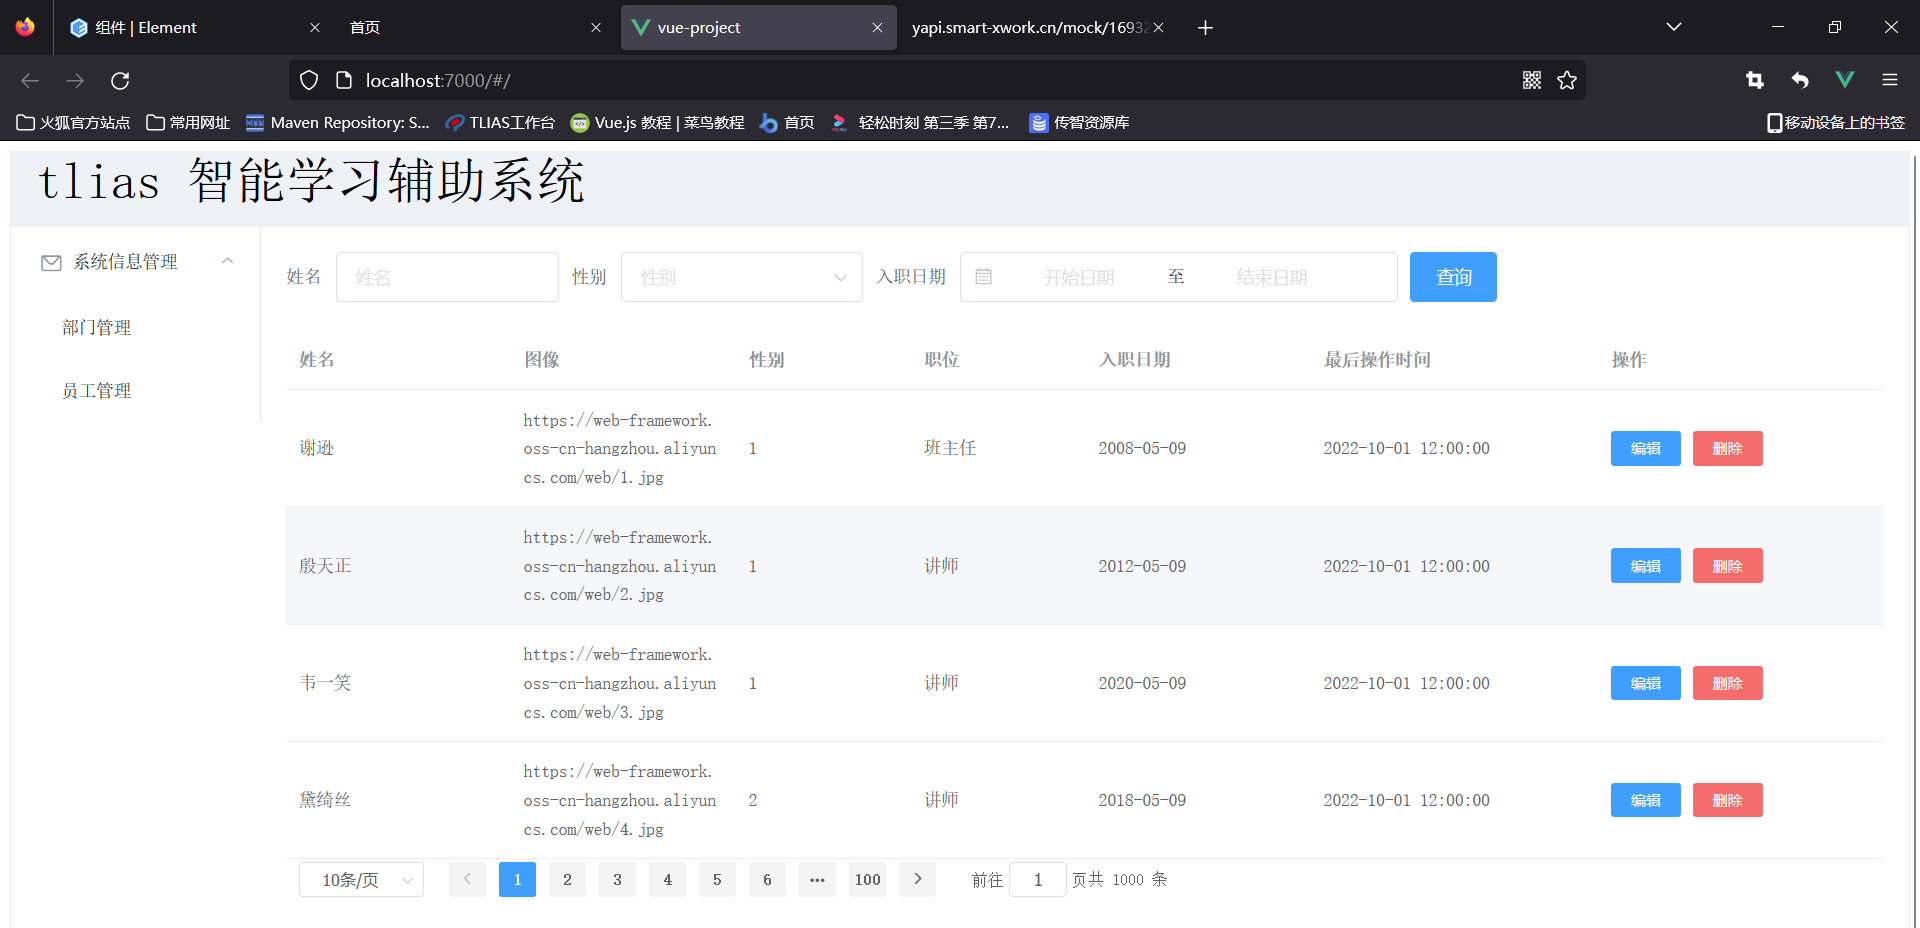 组件 | Element
首页
vue-project
yapi.smart-xwork.cn/mock/16932
localhost:7000/#/
火狐官方站点
常用网址
Maven Repository: S...
TLIAS工作台
Vue.js 教程 | 菜鸟教程
首页
轻松时刻 第三季 第7...
传智资源库
移动设备上的书签
tlias 智能学习辅助系统
系统信息管理
部门管理
员工管理
姓名 姓名 性别 性别 入职日期 开始日期 至 结束日期 查询
姓名 图像 性别 职位 入职日期 最后操作时间 操作
谢逊 https://web-framework.
oss-cn-hangzhou.aliyun
cs.com/web/1.jpg 1 班主任 2008-05-09 2022-10-01 12:00:00 编辑 删除
殷天正 https://web-framework.
oss-cn-hangzhou.aliyun
cs.com/web/2.jpg 1 讲师 2012-05-09 2022-10-01 12:00:00 编辑 删除
韦一笑 https://web-framework.
oss-cn-hangzhou.aliyun
cs.com/web/3.jpg 1 讲师 2020-05-09 2022-10-01 12:00:00 编辑 删除
黛绮丝 https://web-framework.
oss-cn-hangzhou.aliyun
cs.com/web/4.jpg 2 讲师 2018-05-09 2022-10-01 12:00:00 编辑 删除
10条/页 1 2 3 4 5 6 ••• 100 前往 1 页共 1000 条